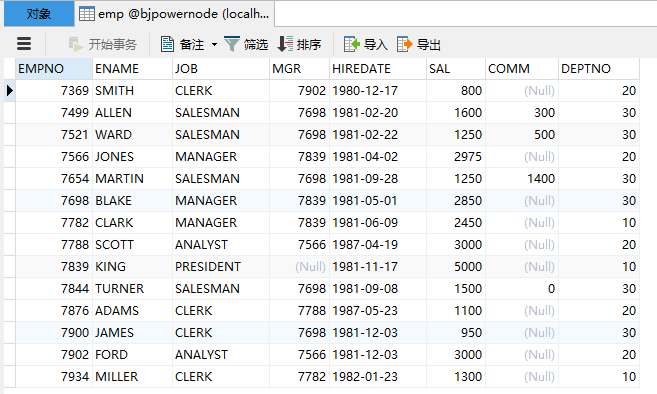 对象 emp @bjpowernode (localh...
开始事务 备注 筛选 排序 导入 导出
EMPNO ENAME JOB MGR HIREDATE SAL COMM DEPTNO
7369 SMITH CLERK 7902 1980-12-17 800 (Null) 20
7499 ALLEN SALESMAN 7698 1981-02-20 1600 300 30
7521 WARD SALESMAN 7698 1981-02-22 1250 500 30
7566 JONES MANAGER 7839 1981-04-02 2975 (Null) 20
7654 MARTIN SALESMAN 7698 1981-09-28 1250 1400 30
7698 BLAKE MANAGER 7839 1981-05-01 2850 (Null) 30
7782 CLARK MANAGER 7839 1981-06-09 2450 (Null) 10
7788 SCOTT ANALYST 7566 1987-04-19 3000 (Null) 20
7839 KING PRESIDENT (Null) 1981-11-17 5000 (Null) 10
7844 TURNER SALESMAN 7698 1981-09-08 1500 0 30
7876 ADAMS CLERK 7788 1987-05-23 1100 (Null) 20
7900 JAMES CLERK 7698 1981-12-03 950 (Null) 30
7902 FORD ANALYST 7566 1981-12-03 3000 (Null) 20
7934 MILLER CLERK 7782 1982-01-23 1300 (Null) 10